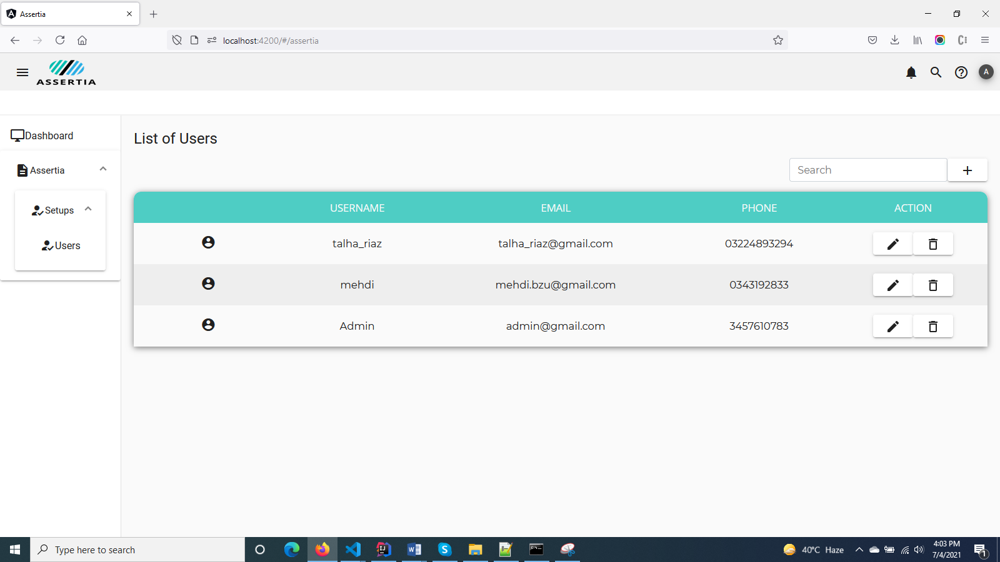 Assertia
localhost:4200/#/assertia
ASSERTIA
A
Dashboard
Assertia
Setups
Users
List of Users
Search
USERNAME EMAIL PHONE ACTION
talha_riaz talha_riaz@gmail.com 03224893294
mehdi mehdi.bzu@gmail.com 0343192833
Admin admin@gmail.com 3457610783
Type here to search
40°C Haze
4:03 PM
7/4/2021
1